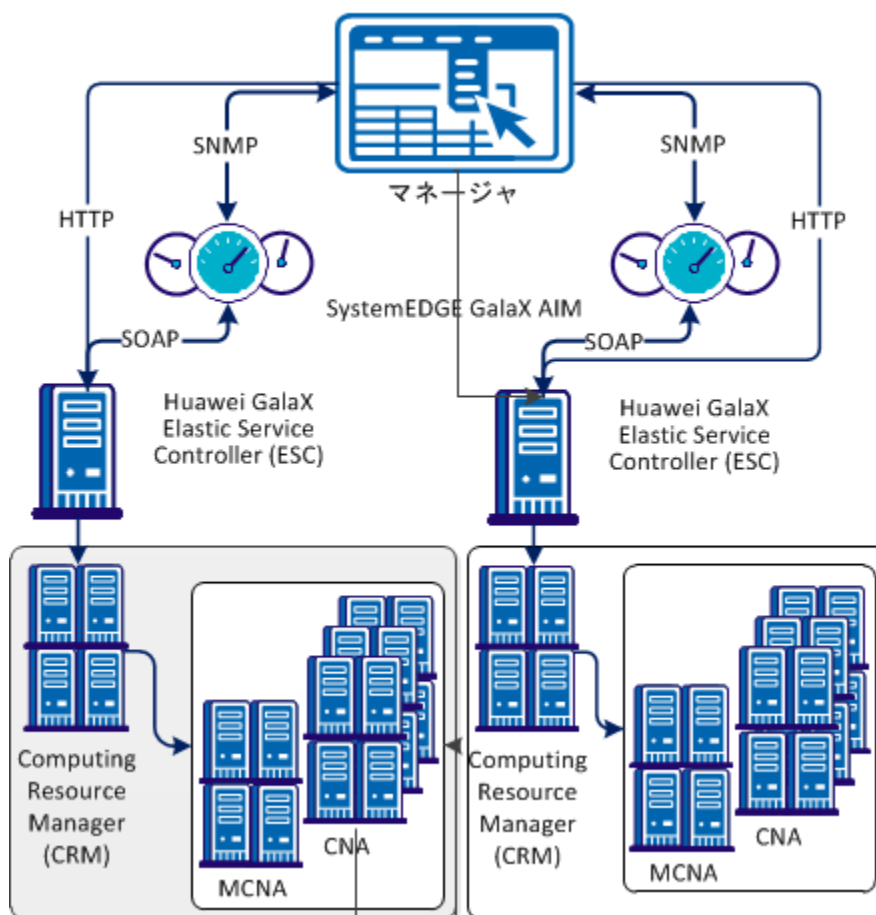 SNMP
SNMP
マネージャ
HTTP
HTTP
SystemEDGE GalaX AIM
SOAP
SOAP
Huawei GalaX
Elastic Service
Controller (ESC)
Huawei GalaX
Elastic Service
Controller (ESC)
Computing
Resource
Manager
(CRM)
CNA
MCNA
Computing
Resource
Manager
(CRM)
CNA
MCNA